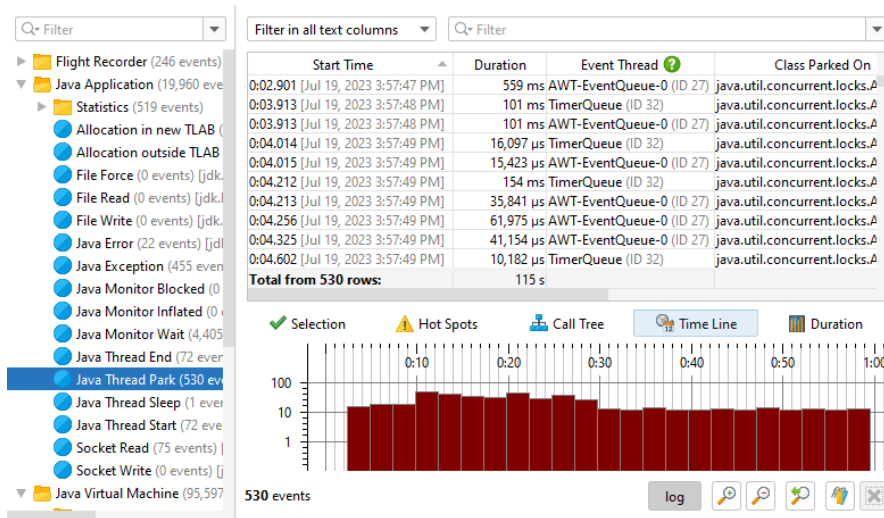 Filter
Flight Recorder (246 events)
Java Application (19,960 eve
Statistics (519 events)
Allocation in new TLAB (
Allocation outside TLAB
File Force (0 events) [jdk.
File Read (0 events) [jdk.l
File Write (0 events) [jdk.
Java Error (22 events) [jdl
Java Exception (455 even
Java Monitor Blocked (0
Java Monitor Inflated (0
Java Monitor Wait (4,405
Java Thread End (72 even
Java Thread Park (530 eve
Java Thread Sleep (1 even
Java Thread Start (72 eve
Socket Read (75 events) [
Socket Write (0 events) [j
Java Virtual Machine (95,597
Filter in all text columns Filter
Start Time Duration Event Thread ? Class Parked On
0:02.901 [Jul 19, 2023 3:57:47 PM] 559 ms AWT-EventQueue-0 (ID 27) java.util.concurrent.locks.A
0:03.913 [Jul 19, 2023 3:57:48 PM] 101 ms TimerQueue (ID 32) java.util.concurrent.locks.A
0:03.913 [Jul 19, 2023 3:57:48 PM] 101 ms AWT-EventQueue-0 (ID 27) java.util.concurrent.locks.A
0:04.014 [Jul 19, 2023 3:57:49 PM] 16,097 µs TimerQueue (ID 32) java.util.concurrent.locks.A
0:04.015 [Jul 19, 2023 3:57:49 PM] 15,423 µs AWT-EventQueue-0 (ID 27) java.util.concurrent.locks.A
0:04.212 [Jul 19, 2023 3:57:49 PM] 154 ms TimerQueue (ID 32) java.util.concurrent.locks.A
0:04.213 [Jul 19, 2023 3:57:49 PM] 35,841 µs AWT-EventQueue-0 (ID 27) java.util.concurrent.locks.A
0:04.256 [Jul 19, 2023 3:57:49 PM] 61,975 µs AWT-EventQueue-0 (ID 27) java.util.concurrent.locks.A
0:04.325 [Jul 19, 2023 3:57:49 PM] 41,154 µs AWT-EventQueue-0 (ID 27) java.util.concurrent.locks.A
0:04.602 [Jul 19, 2023 3:57:49 PM] 10,182 µs TimerQueue (ID 32) java.util.concurrent.locks.A
Total from 530 rows: 115 s
Selection Hot Spots Call Tree Time Line Duration
0:10 0:20 0:30 0:40 0:50 1:00
100
10
1
530 events log